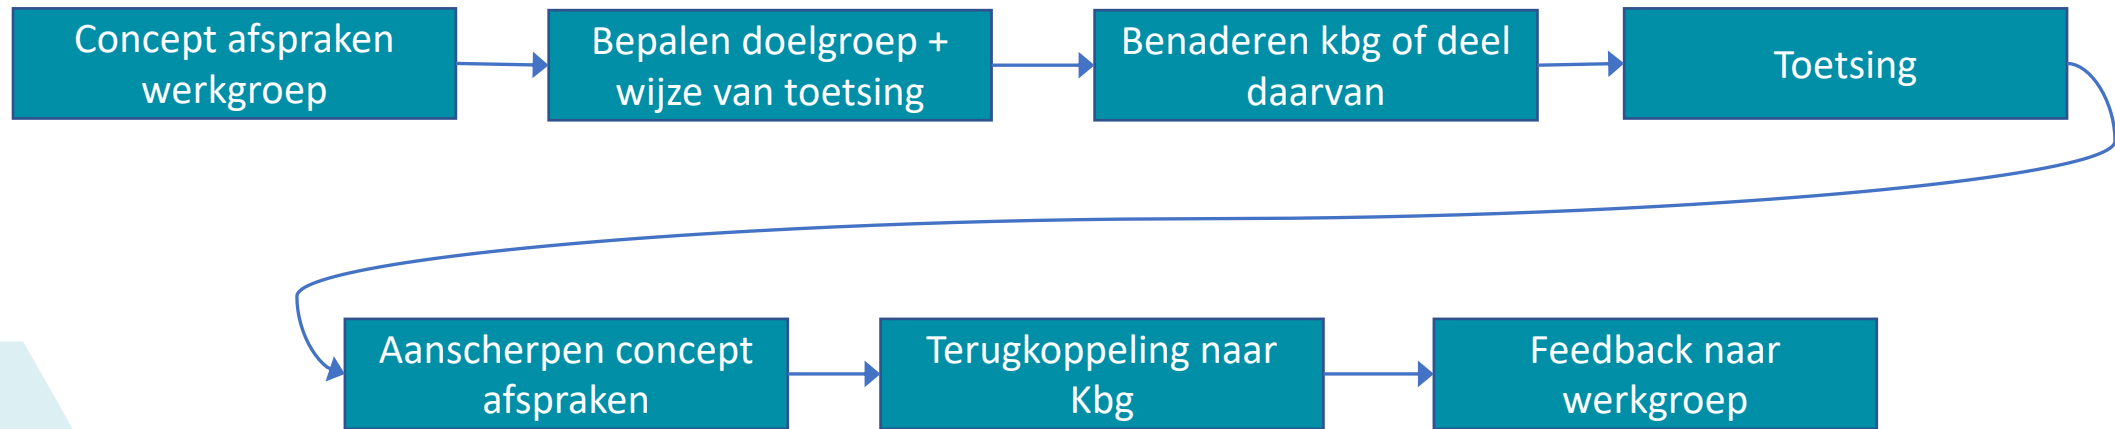 Concept afspraken
werkgroep
Bepalen doelgroep +
wijze van toetsing
Benaderen kbg of deel
daarvan
Toetsing
Aanscherpen concept
afspraken
Terugkoppeling naar
Kbg
Feedback naar
werkgroep